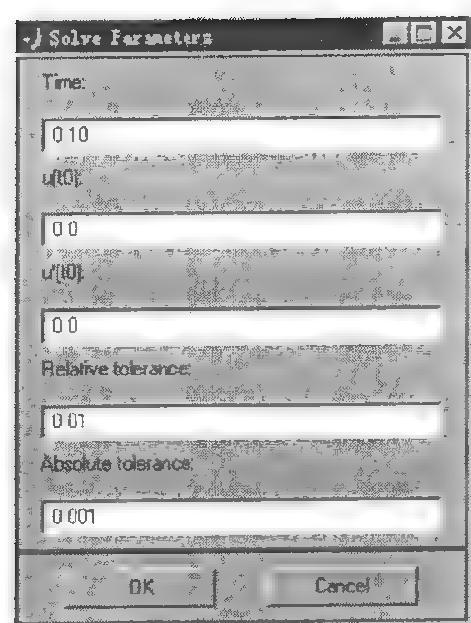 Solve Parameters
Time:
0:10
u(t0):
0.0
u'(t0):
0.0
Relative tolerance:
0.01
Absolute tolerance:
0.001
OK
Cancel